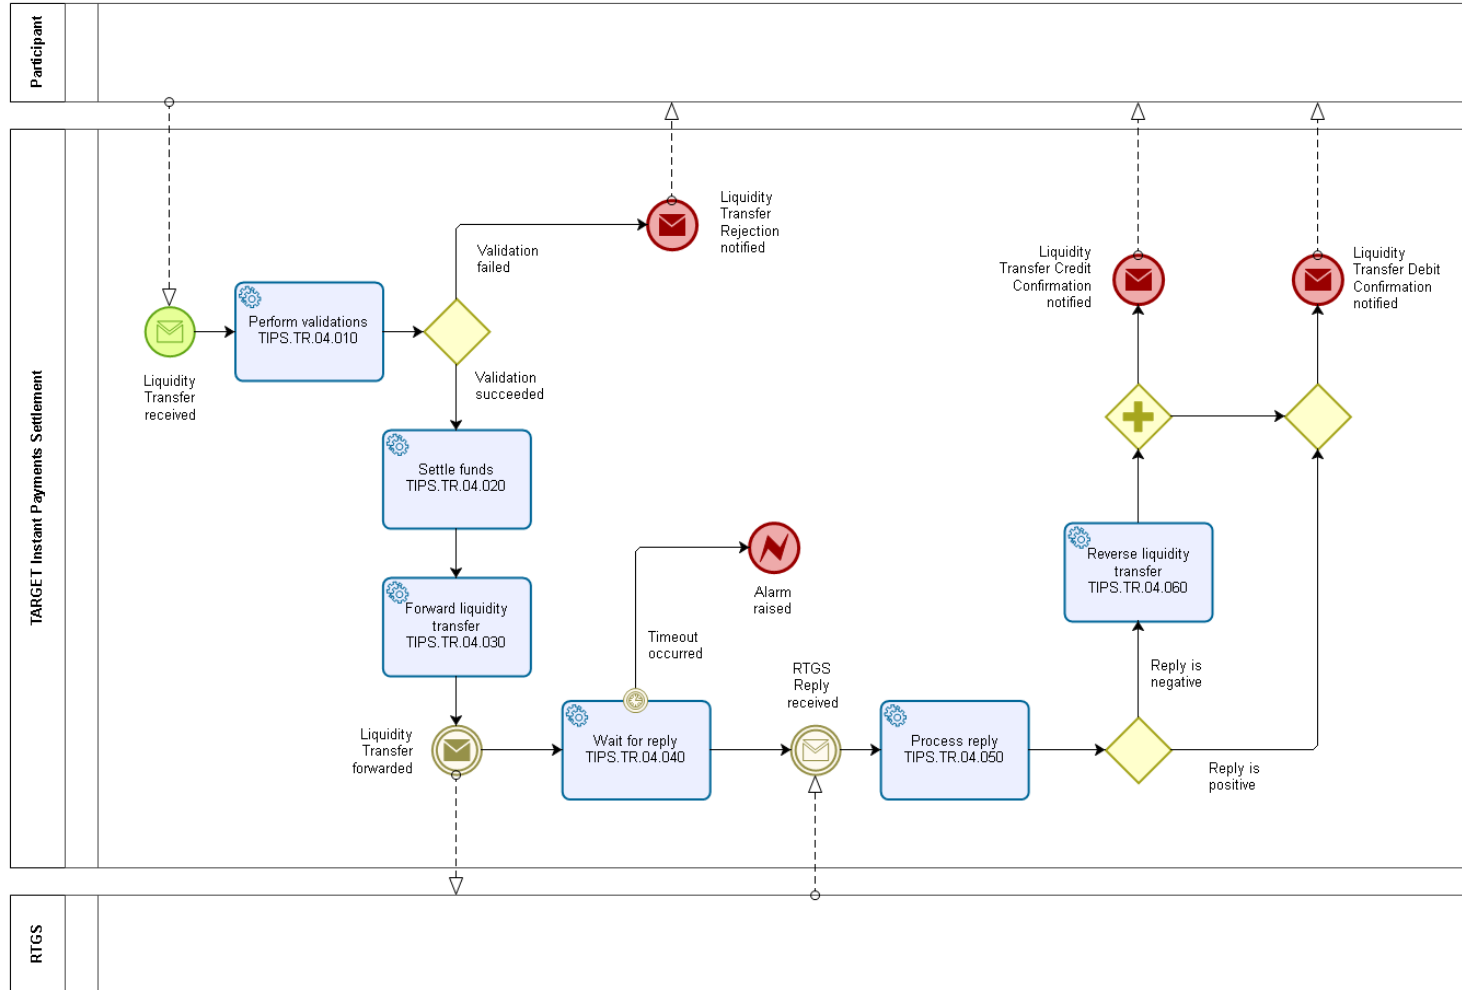 Participant
TARGET Instant Payments Settlement
RTGS
Liquidity
Transfer
received
Perform validations
TIPS.TR.04.010
Validation
failed
Liquidity
Transfer
Rejection
notified
Validation
succeeded
Settle funds
TIPS.TR.04.020
Forward liquidity
transfer
TIPS.TR.04.030
Liquidity
Transfer
forwarded
Wait for reply
TIPS.TR.04.040
Timeout
occurred
Alarm
raised
RTGS
Reply
received
Process reply
TIPS.TR.04.050
Reply is
negative
Reply is
positive
Reverse liquidity
transfer
TIPS.TR.04.060
Liquidity
Transfer Credit
Confirmation
notified
Liquidity
Transfer Debit
Confirmation
notified